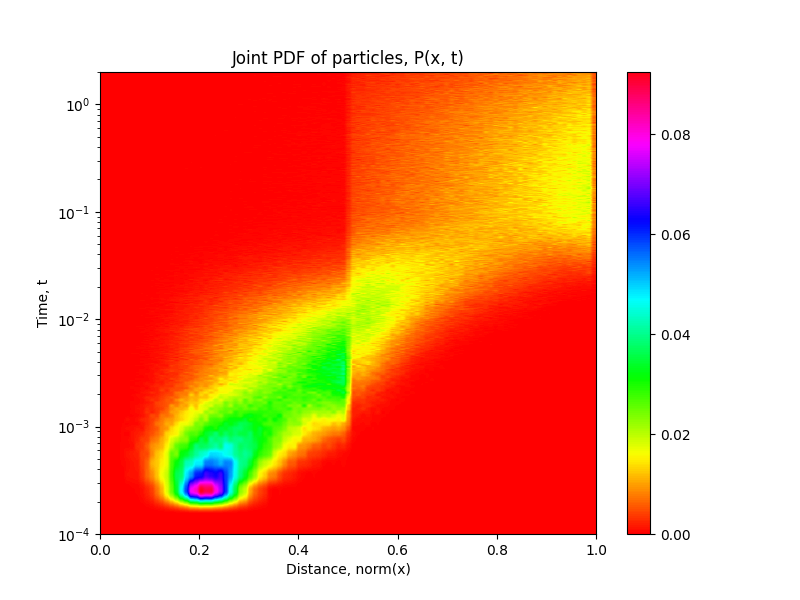 Joint PDF of particles, P(x, t)
10⁰
10⁻¹
10⁻²
10⁻³
10⁻⁴
Time, t
0.0 0.2 0.4 0.6 0.8 1.0
Distance, norm(x)
0.08
0.06
0.04
0.02
0.00